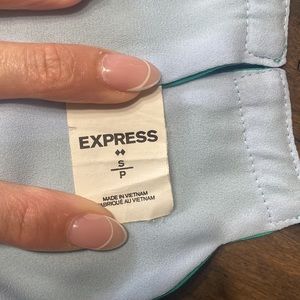 EXPRESS
S
P
MADE IN VIETNAM
FABRIQUÉ AU VIETNAM